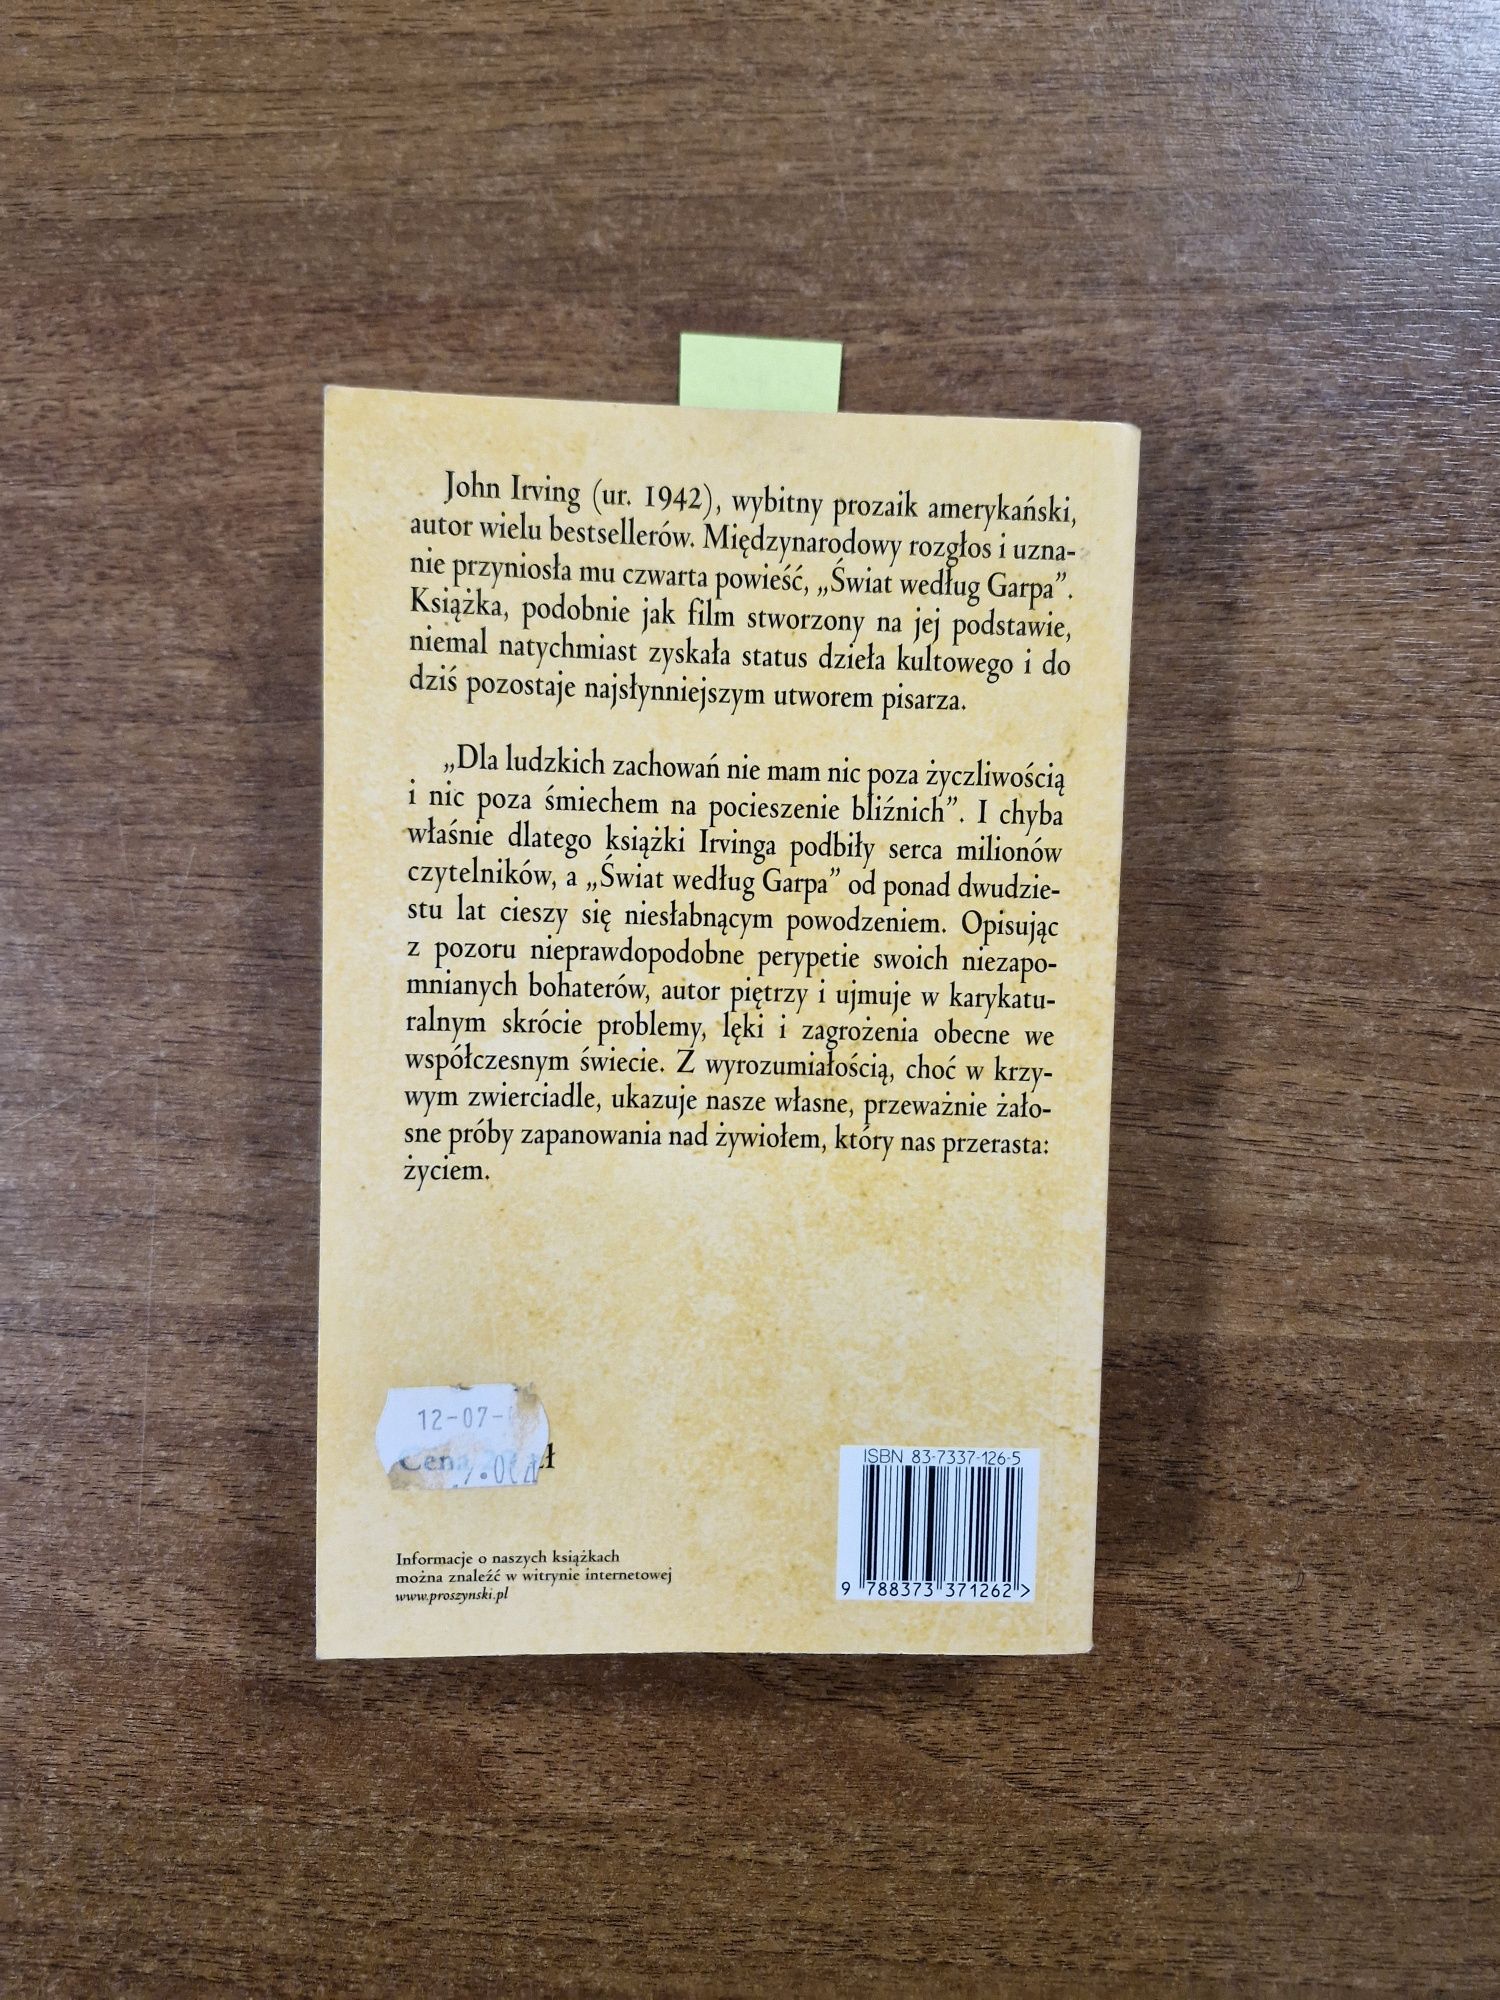 John Irving (ur. 1942), wybitny prozaik amerykański,
autor wielu bestsellerów. Międzynarodowy rozgłos i uzna-
nie przyniosła mu czwarta powieść, „Świat według Garpa”.
Książka, podobnie jak film stworzony na jej podstawie,
niemal natychmiast zyskała status dzieła kultowego i do
dziś pozostaje najsłynniejszym utworem pisarza.
„Dla ludzkich zachowań nie mam nic poza życzliwością
i nic poza śmiechem na pocieszenie bliźnich”. I chyba
właśnie dlatego książki Irvinga podbiły serca milionów
czytelników, a „Świat według Garpa” od ponad dwudzie-
stu lat cieszy się niesłabnącym powodzeniem. Opisując
z pozoru nieprawdopodobne perypetie swoich niezapo-
mnianych bohaterów, autor piętrzy i ujmuje w karykatu-
ralnym skrócie problemy, lęki i zagrożenia obecne we
współczesnym świecie. Z wyrozumiałością, choć w krzy-
wym zwierciadle, ukazuje nasze własne, przeważnie żało-
sne próby zapanowania nad żywiołem, który nas przerasta:
życiem.
12-07-
Cena zł
ISBN 83-7337-126-5
9 788373 371262 >
Informacje o naszych książkach
można znaleźć w witrynie internetowej
www.proszynski.pl